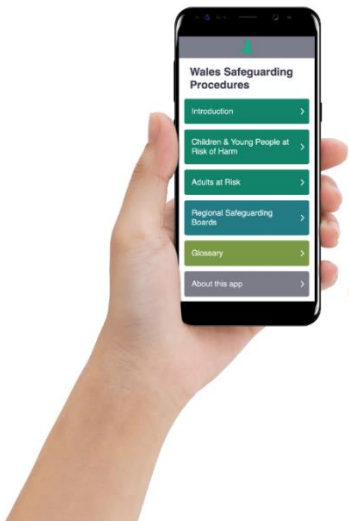 Wales Safeguarding
Procedures
Introduction
Children & Young People at
Risk of Harm
Adults at Risk
Regional Safeguarding
Boards
Glossary
About this app